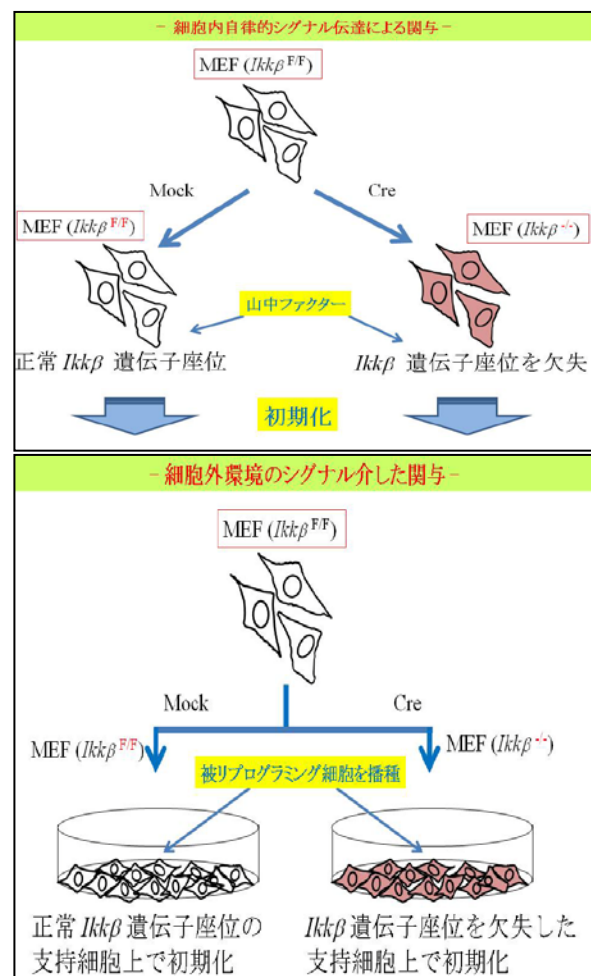 - 細胞内自律的シグナル伝達による関与 -
MEF (Ikkβ F/F)
Mock
Cre
MEF (Ikkβ F/F)
MEF (Ikkβ -/-)
山中ファクター
正常 Ikkβ 遺伝子座位
Ikkβ 遺伝子座位を欠失
初期化
- 細胞外環境のシグナル介した関与 -
MEF (Ikkβ F/F)
Mock
Cre
MEF (Ikkβ F/F)
MEF (Ikkβ -/-)
被リプログラミング細胞を播種
正常 Ikkβ 遺伝子座位の
支持細胞上で初期化
Ikkβ 遺伝子座位を欠失した
支持細胞上で初期化